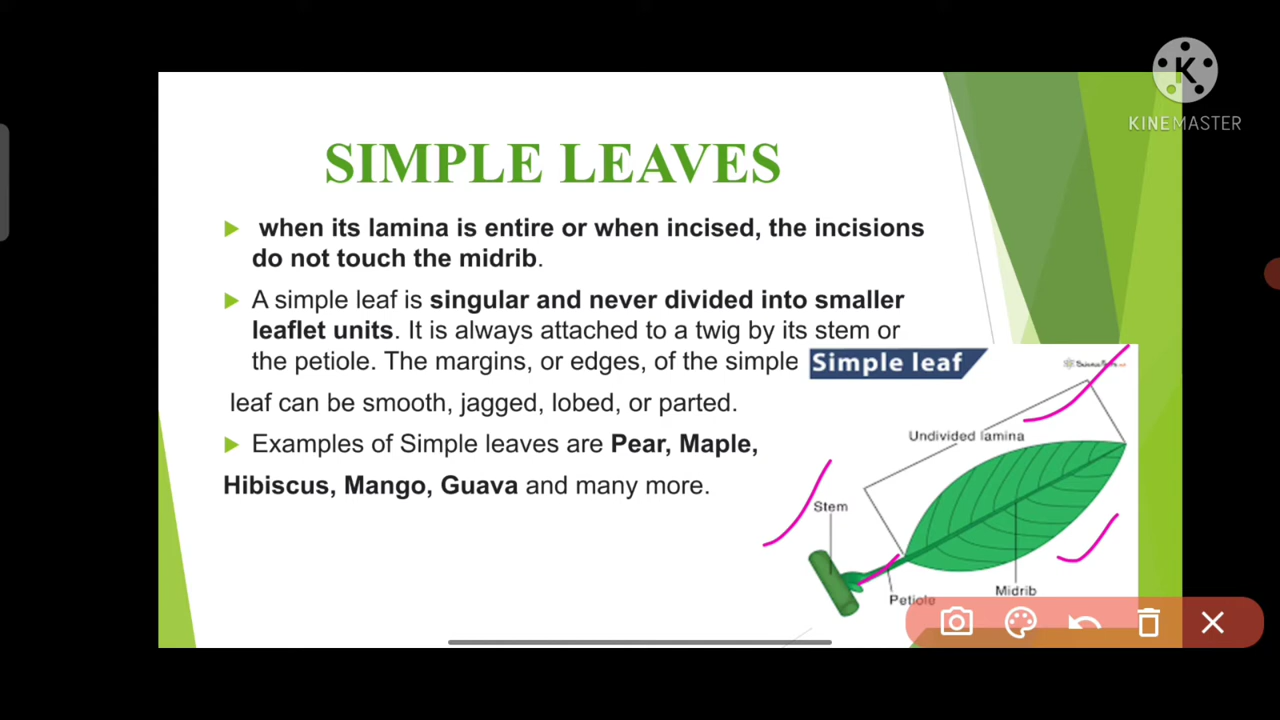 KINEMASTER
SIMPLE LEAVES
when its lamina is entire or when incised, the incisions
do not touch the midrib.
A simple leaf is singular and never divided into smaller
leaflet units. It is always attached to a twig by its stem or
the petiole. The margins, or edges, of the simple
leaf can be smooth, jagged, lobed, or parted.
Examples of Simple leaves are Pear, Maple,
Hibiscus, Mango, Guava and many more.
Simple leaf
Undivided lamina
Stem
Petiole
Midrib